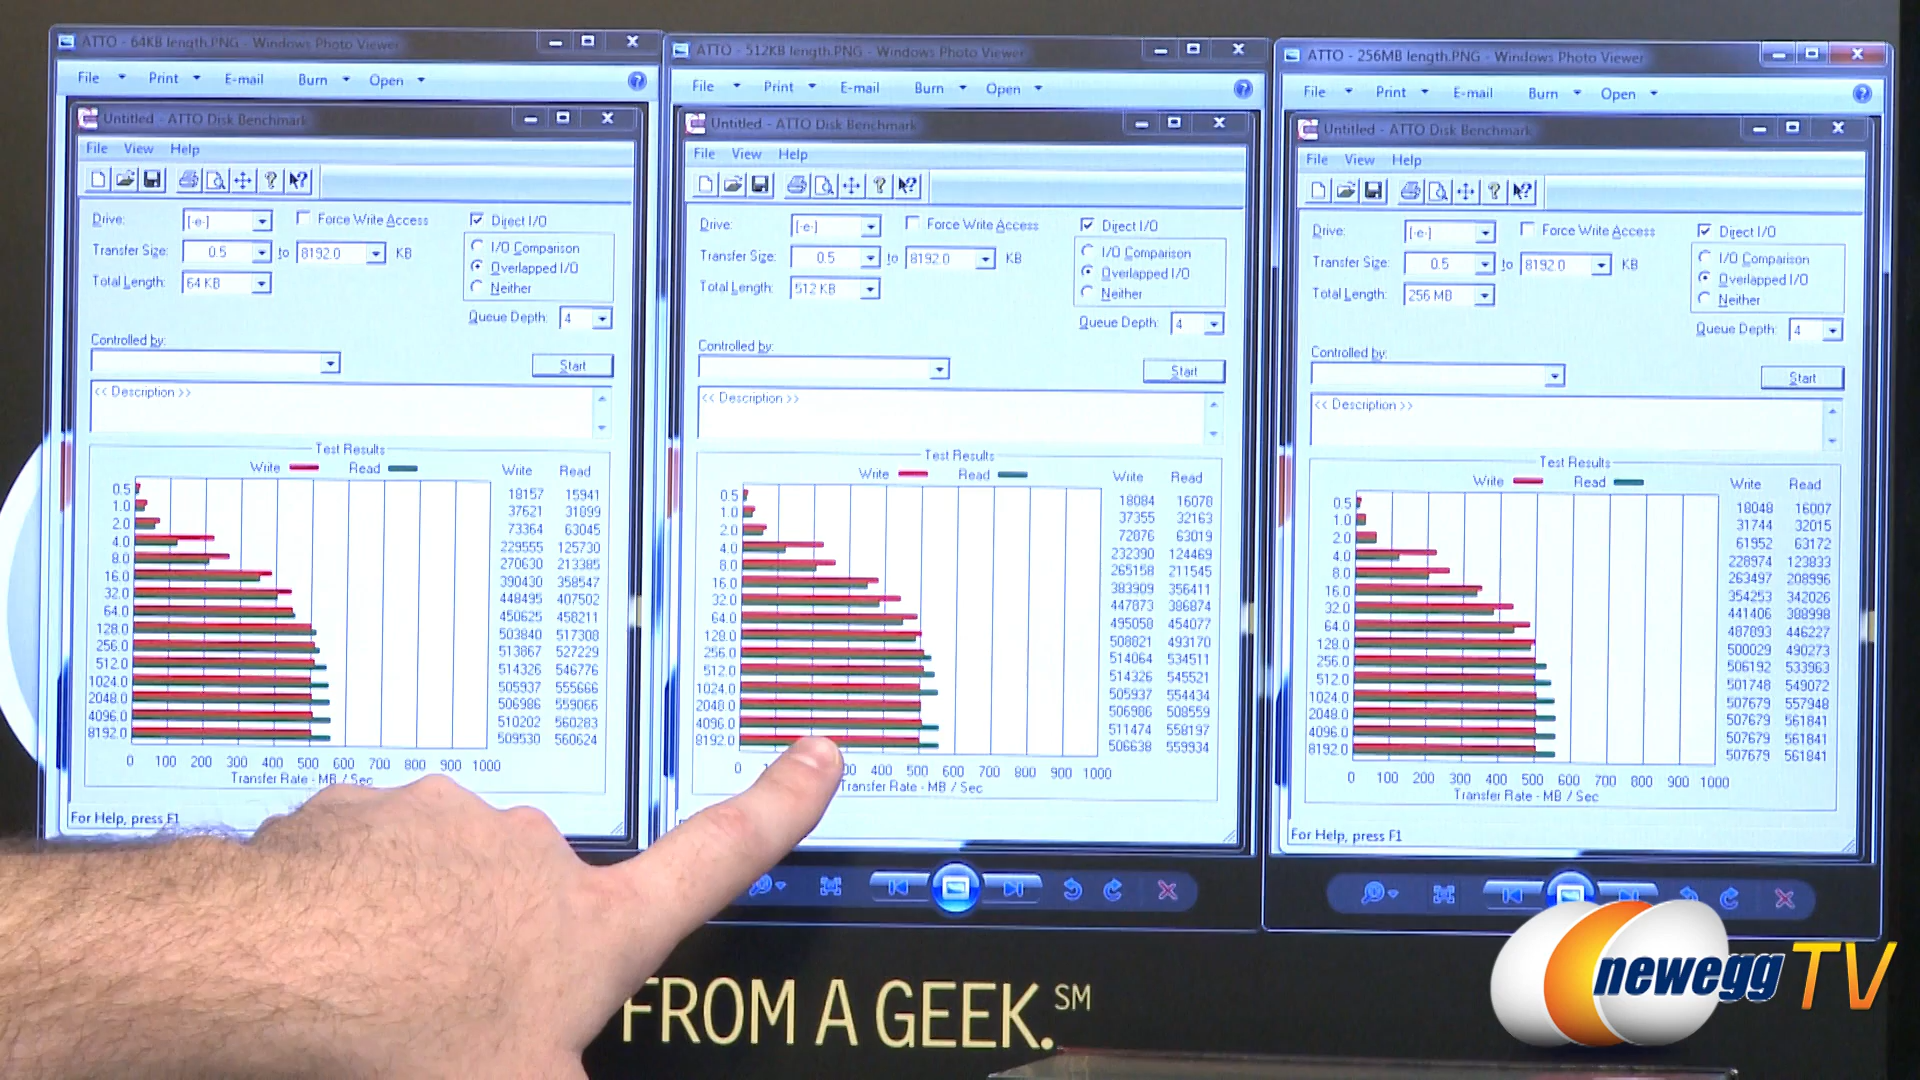 ATTO - 64KB length.PNG - Windows Photo Viewer
File Print E-mail Burn Open
Untitled - ATTO Disk Benchmark
File View Help
Drive: [-e-] Force Write Access Direct I/O
Transfer Size: 0.5 to 8192.0 KB I/O Comparison
Overlapped I/O
Total Length: 64 KB Neither
Queue Depth: 4
Controlled by:
Start
<< Description >>
Test Results
Write Read Write Read
0.5 18157 15941
1.0 37621 31899
2.0 73364 63045
4.0 229555 125730
8.0 270630 213385
16.0 390430 358547
32.0 448495 407502
64.0 450625 458211
128.0 503840 517308
256.0 513867 527229
512.0 514326 546776
1024.0 505937 555666
2048.0 506986 559066
4096.0 510202 560283
8192.0 509530 560624
0 100 200 300 400 500 600 700 800 900 1000
Transfer Rate - MB / Sec
For Help, press F1
ATTO - 512KB length.PNG - Windows Photo Viewer
File Print E-mail Burn Open
Untitled - ATTO Disk Benchmark
File View Help
Drive: [-e-] Force Write Access Direct I/O
Transfer Size: 0.5 to 8192.0 KB I/O Comparison
Overlapped I/O
Total Length: 512 KB Neither
Queue Depth: 4
Controlled by:
Start
<< Description >>
Test Results
Write Read Write Read
0.5 18084 16078
1.0 37355 32163
2.0 72876 63019
4.0 232390 124469
8.0 265158 211545
16.0 383909 356411
32.0 447873 386874
64.0 495058 454077
128.0 508821 493170
256.0 514064 534511
512.0 514326 545521
1024.0 505937 554434
2048.0 506986 508559
4096.0 511474 558197
8192.0 506638 559934
0 400 500 600 700 800 900 1000
Transfer Rate - MB / Sec
ATTO - 256MB length.PNG - Windows Photo Viewer
File Print E-mail Burn Open
Untitled - ATTO Disk Benchmark
File View Help
Drive: [-e-] Force Write Access Direct I/O
Transfer Size: 0.5 to 8192.0 KB I/O Comparison
Overlapped I/O
Total Length: 256 MB Neither
Queue Depth: 4
Controlled by:
Start
<< Description >>
Test Results
Write Read Write Read
0.5 18048 16007
1.0 31744 32015
2.0 61952 63172
4.0 228974 123833
8.0 263497 208996
16.0 354253 342026
32.0 441406 388998
64.0 487093 446227
128.0 500029 490273
256.0 506192 533963
512.0 501748 549072
1024.0 507679 557948
2048.0 507679 561841
4096.0 507679 561841
8192.0 507679 561841
0 100 200 300 400 500 600 700 800 900 1000
Transfer Rate - MB / Sec
For Help, press F1
FROM A GEEK.SM
newegg TV